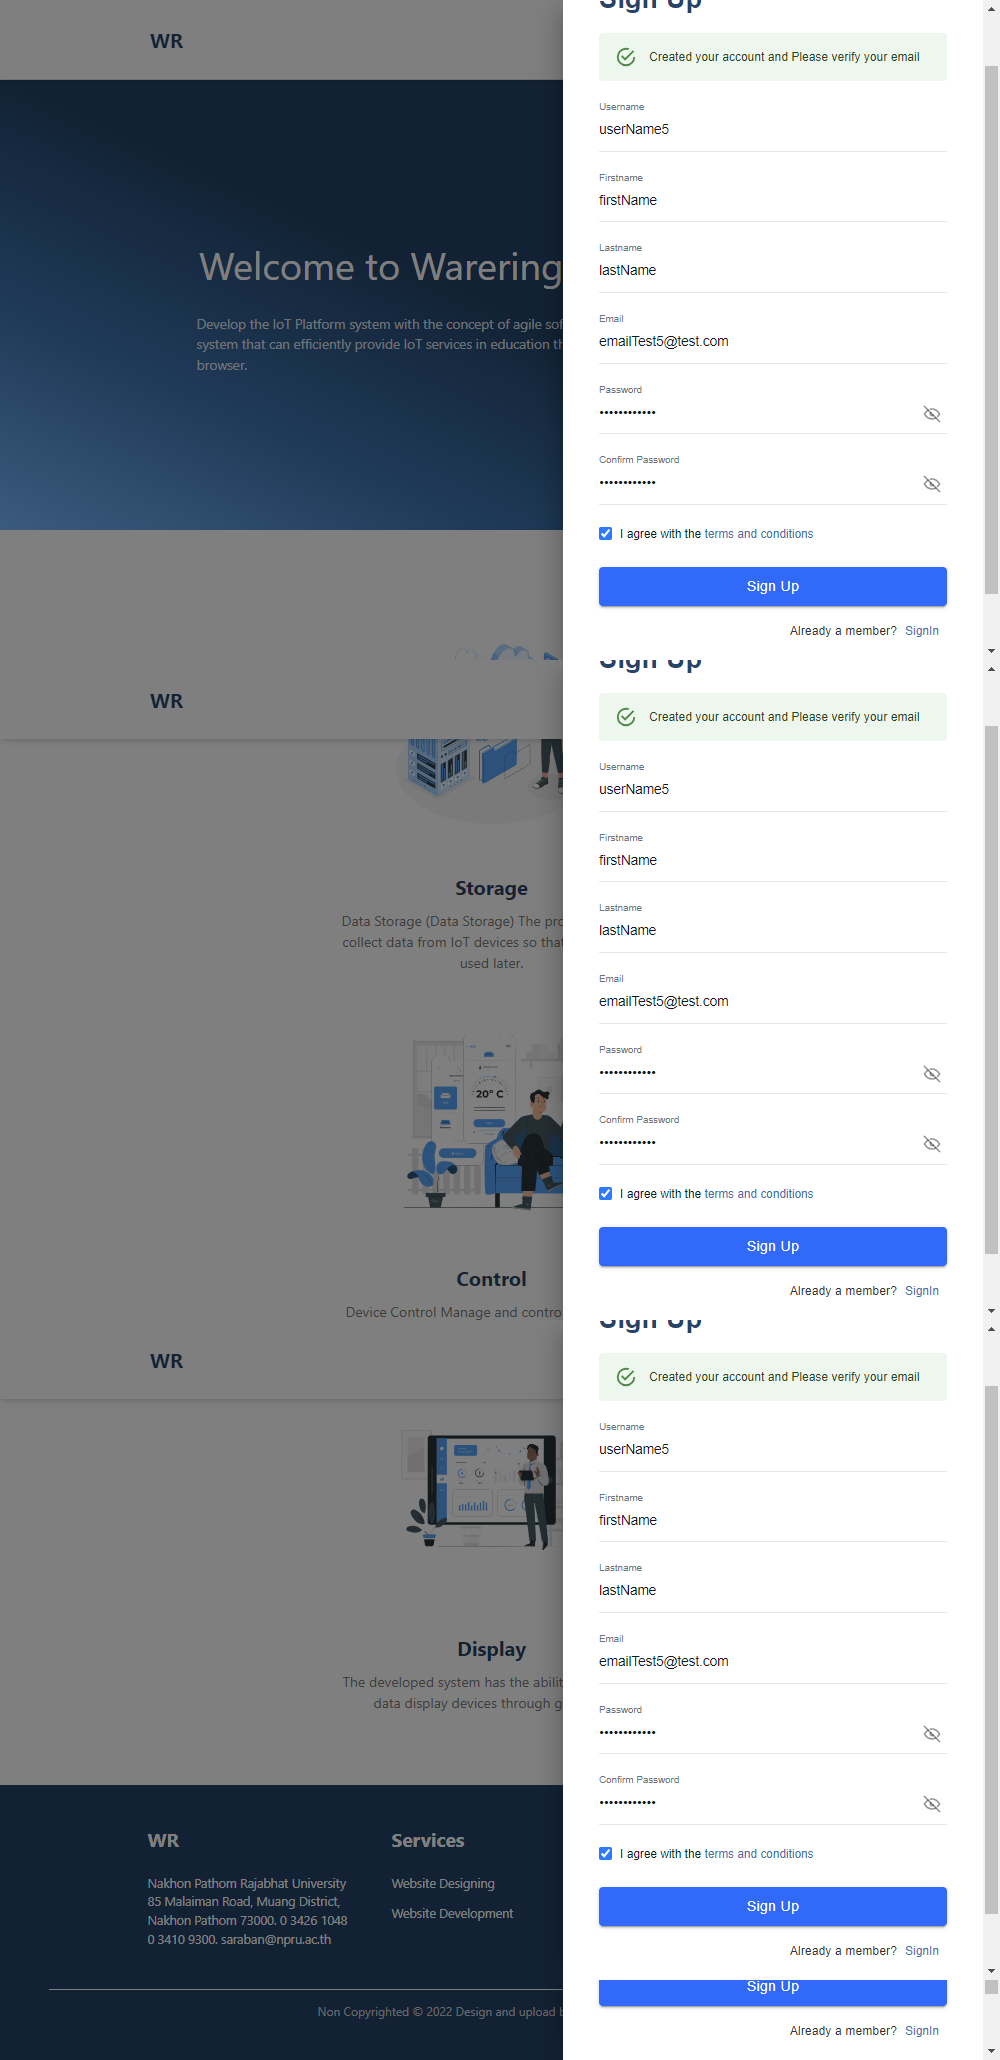 WR
Welcome to Warering
Develop the IoT Platform system with the concept of agile sof
system that can efficiently provide IoT services in education th
browser.
Sign Up
Created your account and Please verify your email
Username
userName5
Firstname
firstName
Lastname
lastName
Email
emailTest5@test.com
Password
••••••••••••
Confirm Password
••••••••••••
I agree with the terms and conditions
Sign Up
Already a member? SignIn
WR
Storage
Data Storage (Data Storage) The pro
collect data from IoT devices so that
used later.
20° C
Control
Device Control Manage and contro
Sign Up
Created your account and Please verify your email
Username
userName5
Firstname
firstName
Lastname
lastName
Email
emailTest5@test.com
Password
••••••••••••
Confirm Password
••••••••••••
I agree with the terms and conditions
Sign Up
Already a member? SignIn
WR
Display
The developed system has the abilit
data display devices through g
Sign Up
Created your account and Please verify your email
Username
userName5
Firstname
firstName
Lastname
lastName
Email
emailTest5@test.com
Password
••••••••••••
Confirm Password
••••••••••••
I agree with the terms and conditions
Sign Up
Already a member? SignIn
WR
Nakhon Pathom Rajabhat University
85 Malaiman Road, Muang District,
Nakhon Pathom 73000. 0 3426 1048
0 3410 9300. saraban@npru.ac.th
Services
Website Designing
Website Development
Non Copyrighted © 2022 Design and upload b
Sign Up
Already a member? SignIn